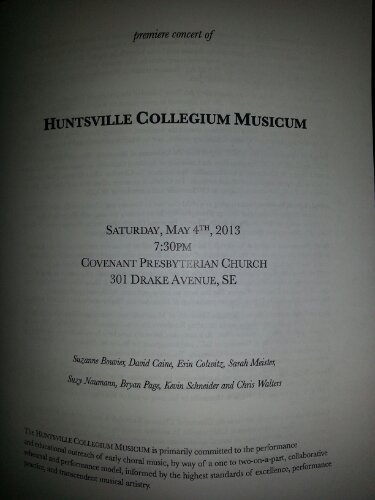 premiere concert of
HUNTSVILLE COLLEGIUM MUSICUM
SATURDAY, MAY 4TH, 2013
7:30PM
COVENANT PRESBYTERIAN CHURCH
301 DRAKE AVENUE, SE
Suzanne Bouvier, David Caine, Erin Colwitz, Sarah Meister,
Suzy Naumann, Bryan Page, Kevin Schneider and Chris Walters
THE HUNTSVILLE COLLEGIUM MUSICUM is primarily committed to the performance
and educational outreach of early choral music, by way of a one to two-on-a-part, collaborative
rehearsal and performance model, informed by the highest standards of excellence, performance
practice, and transcendent musical artistry.